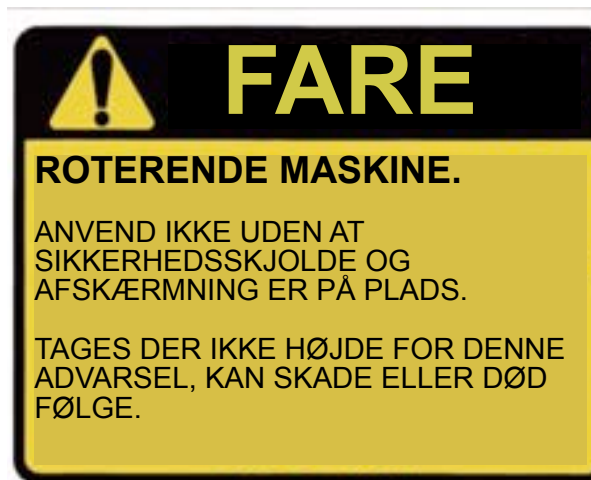 FARE
ROTERENDE MASKINE.
ANVEND IKKE UDEN AT
SIKKERHEDSSKJOLDE OG
AFSKÆRMNING ER PÅ PLADS.
TAGES DER IKKE HØJDE FOR DENNE
ADVARSEL, KAN SKADE ELLER DØD
FØLGE.